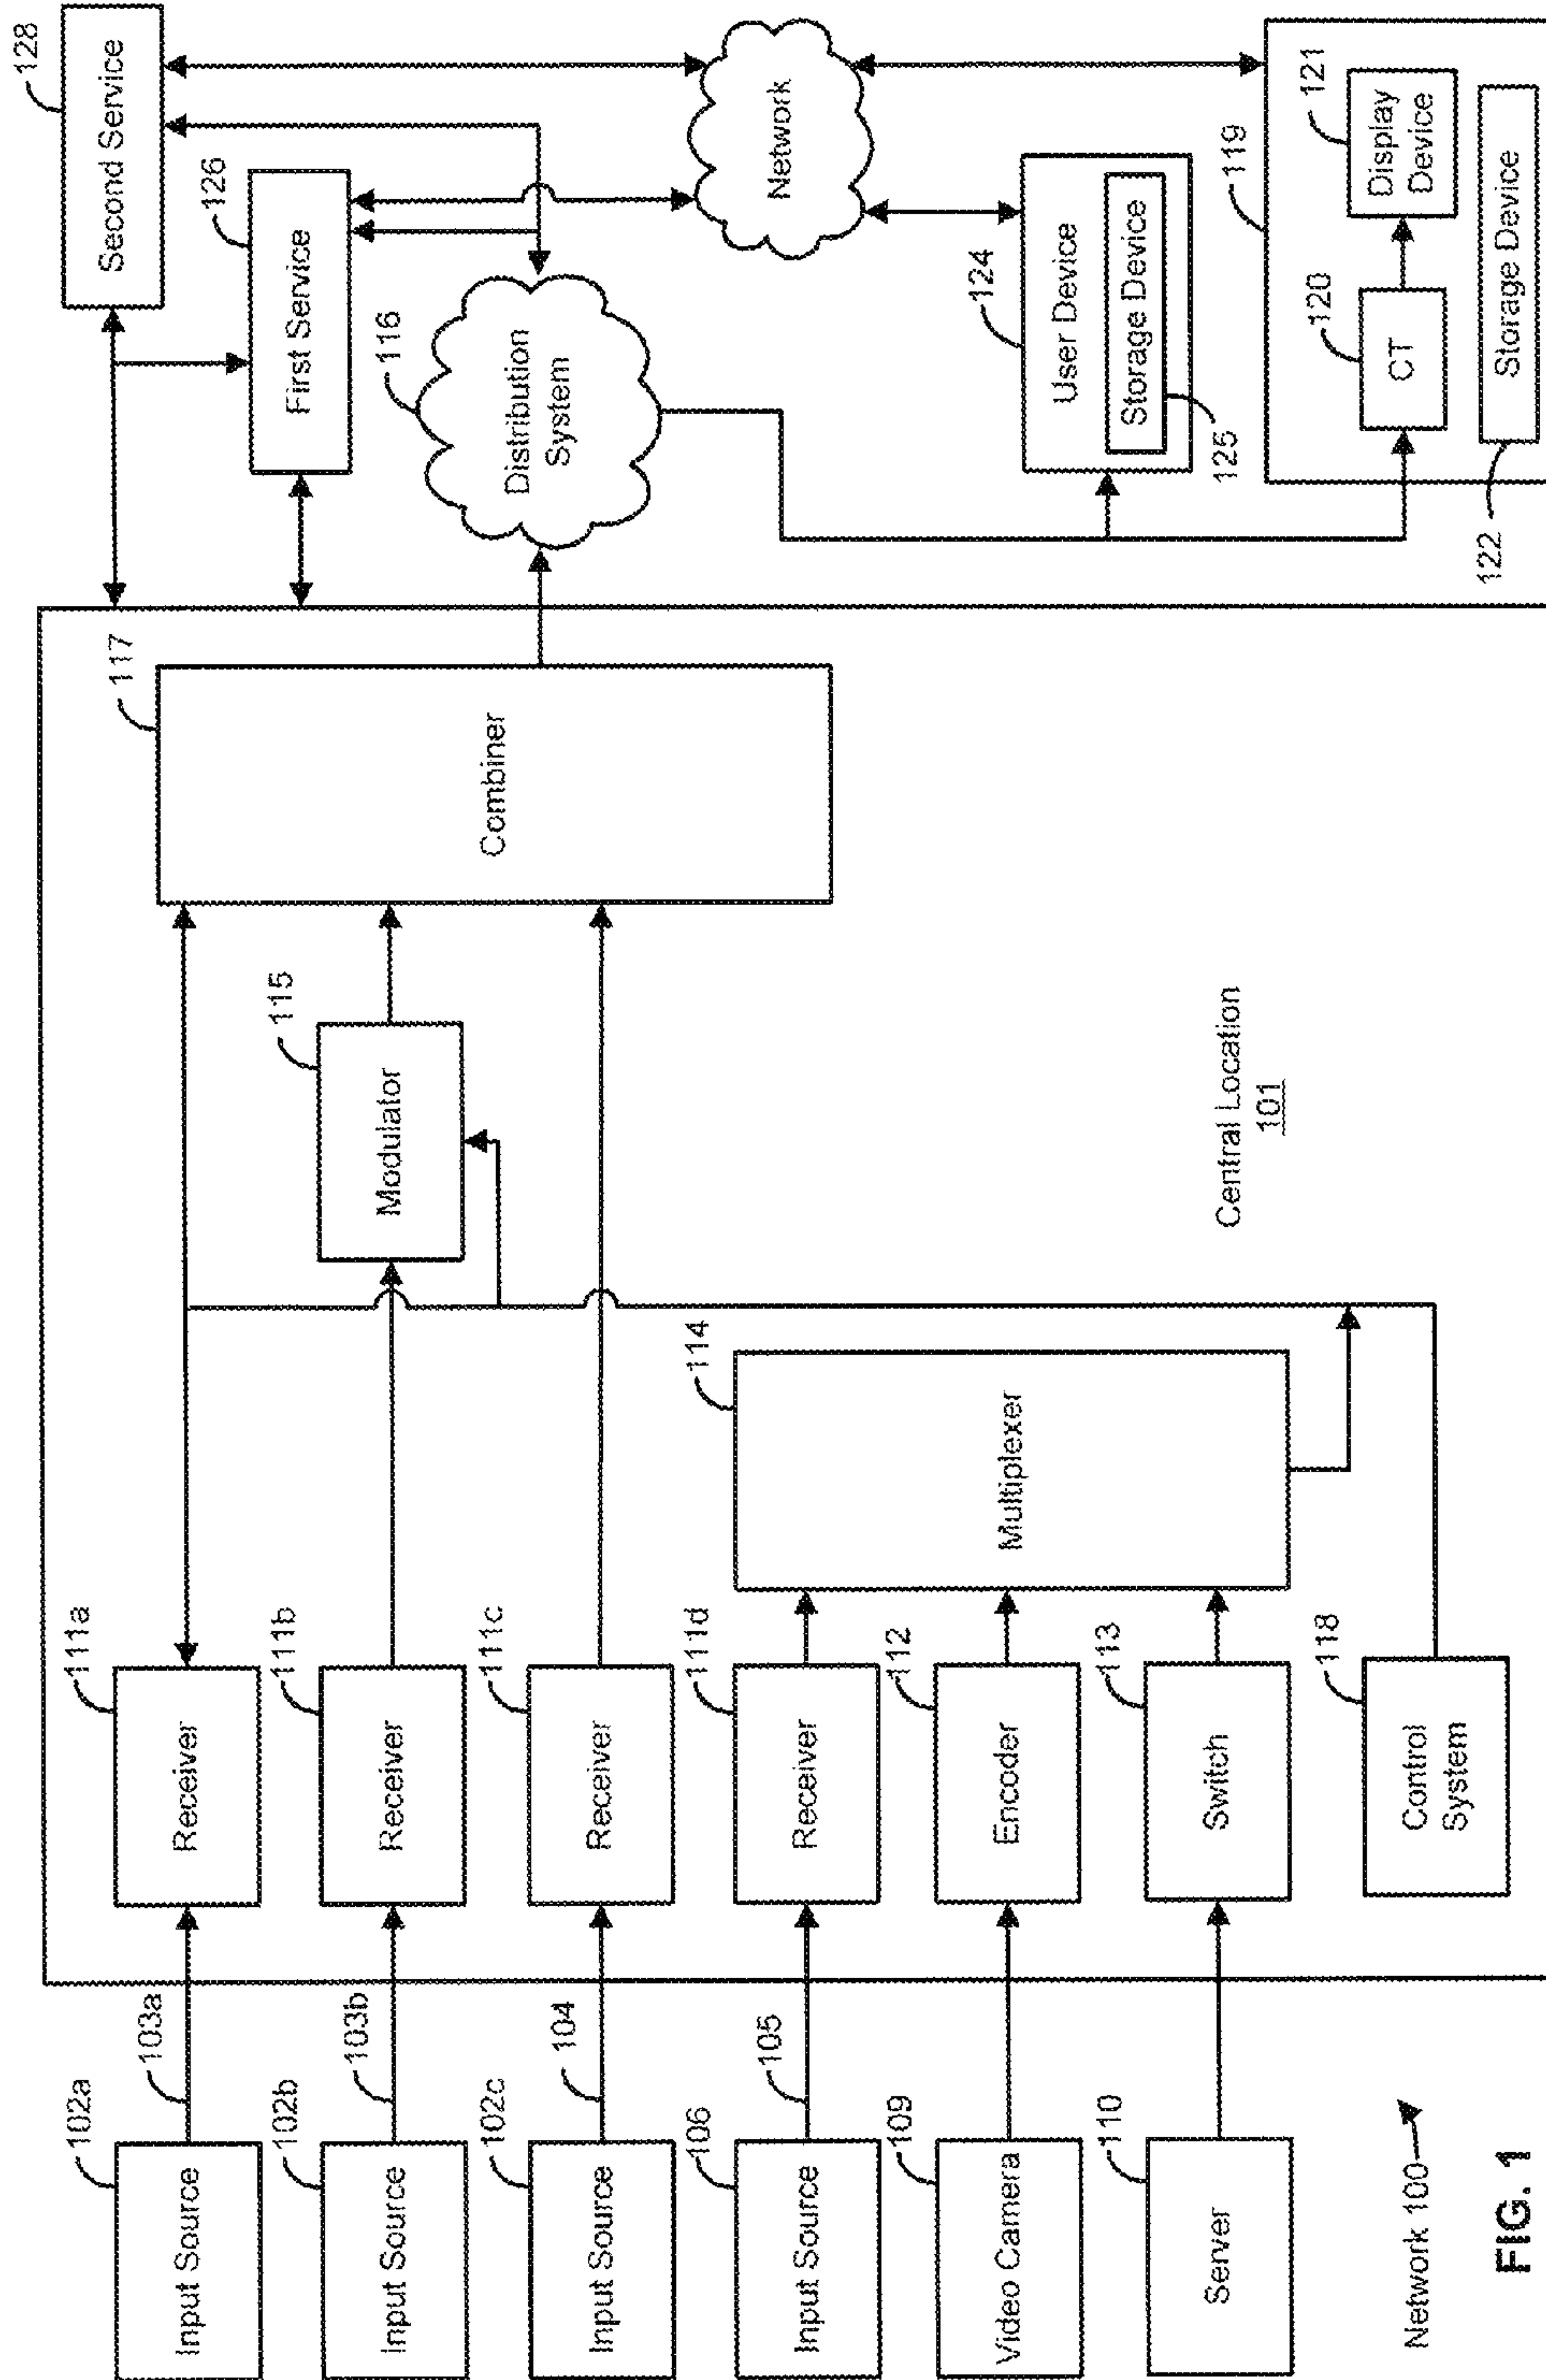 102a
Input Source
103a
111a
Receiver
102b
Input Source
103b
111b
Receiver
102c
Input Source
104
111c
Receiver
106
Input Source
105
111d
Receiver
109
Video Camera
112
Encoder
110
Server
113
Switch
118
Control
System
114
Multiplexer
115
Modulator
117
Combiner
Central Location
101
128
Second Service
126
First Service
116
Distribution
System
Network
124
User Device
Storage Device
125
119
120
CT
121
Display
Device
122
Storage Device
Network 100
FIG. 1